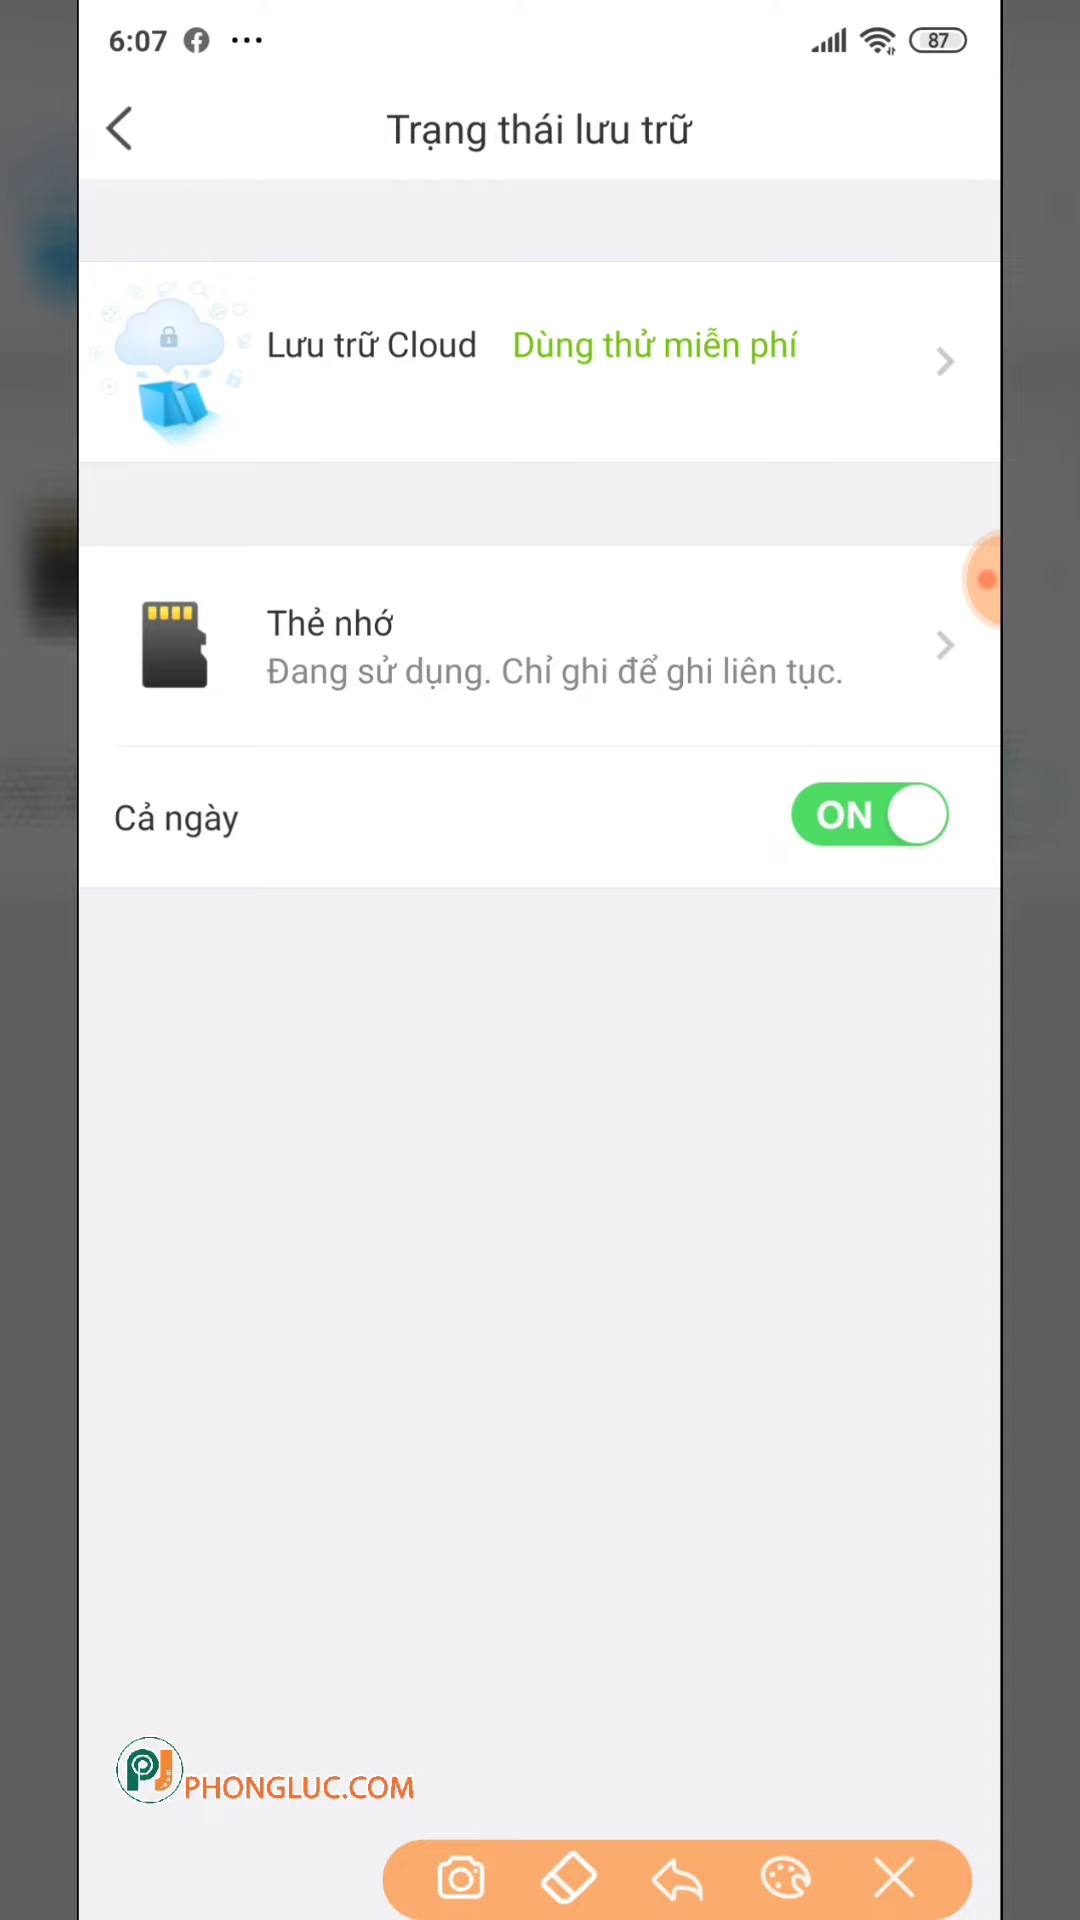 6:07
87
Trạng thái lưu trữ
Lưu trữ Cloud Dùng thử miễn phí
Thẻ nhớ
Đang sử dụng. Chỉ ghi để ghi liên tục.
Cả ngày
ON
PHONGLUC.COM